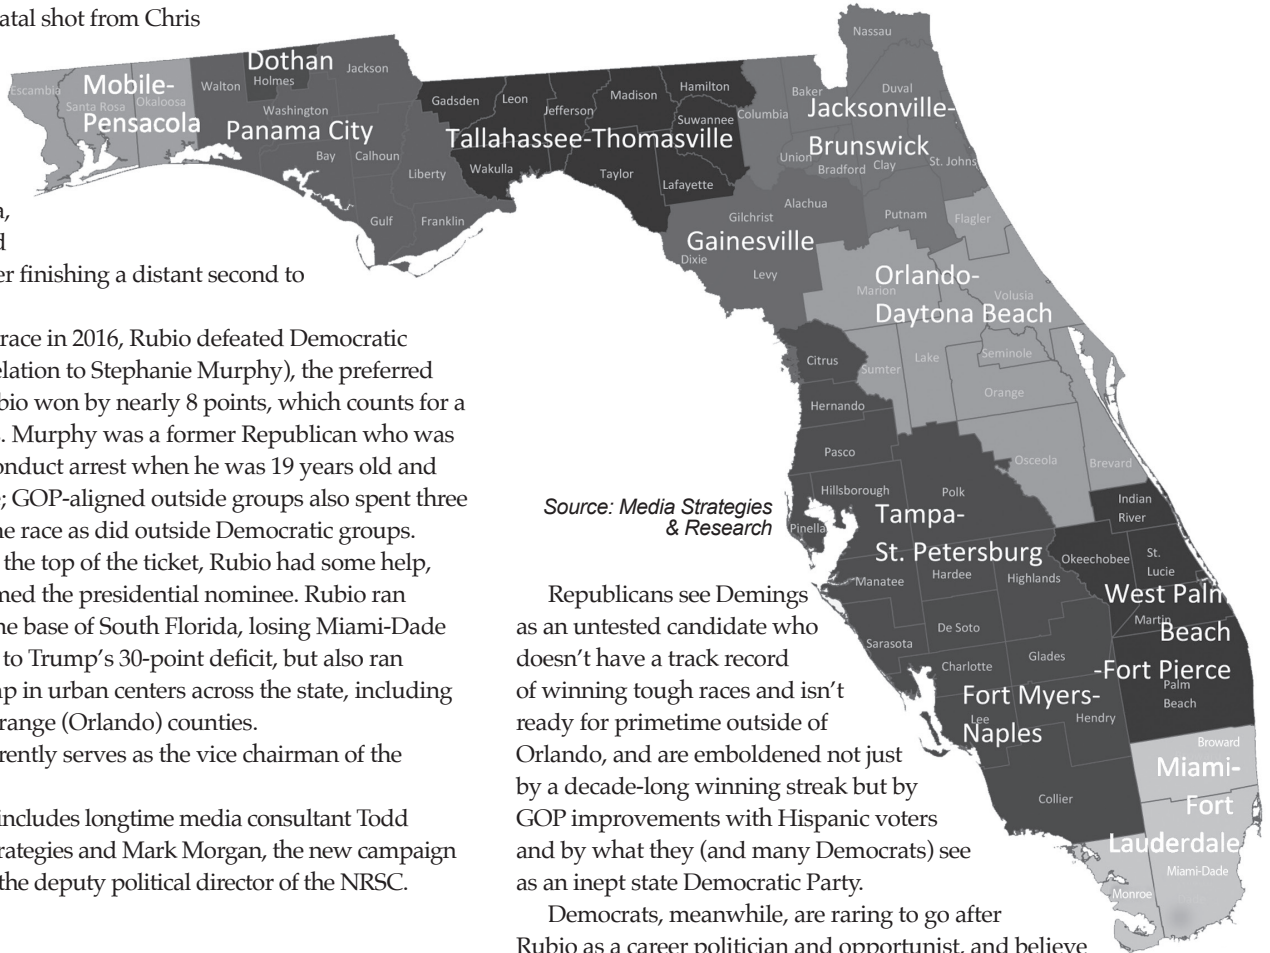 atal shot from Chris
a,
d
er finishing a distant second to
race in 2016, Rubio defeated Democratic
elation to Stephanie Murphy), the preferred
bio won by nearly 8 points, which counts for a
. Murphy was a former Republican who was
onduct arrest when he was 19 years old and
; GOP-aligned outside groups also spent three
ne race as did outside Democratic groups.
the top of the ticket, Rubio had some help,
ned the presidential nominee. Rubio ran
ne base of South Florida, losing Miami-Dade
to Trump's 30-point deficit, but also ran
np in urban centers across the state, including
range (Orlando) counties.
rently serves as the vice chairman of the
includes longtime media consultant Todd
rategies and Mark Morgan, the new campaign
the deputy political director of the NRSC.
Escambia
Santa Rosa
Okaloosa
Mobile-
Pensacola
Walton
Dothan
Holmes
Jackson
Washington
Panama City
Bay
Calhoun
Liberty
Gulf
Franklin
Gadsden
Leon
Jefferson
Madison
Hamilton
Suwannee
Tallahassee-Thomasville
Wakulla
Taylor
Lafayette
Nassau
Baker
Duval
Columbia
Jacksonville-
Brunswick
Union
Bradford
Clay
St. Johns
Putnam
Flagler
Alachua
Gilchrist
Gainesville
Dixie
Levy
Orlando-
Daytona Beach
Marion
Volusia
Citrus
Sumter
Lake
Seminole
Orange
Hernando
Pasco
Osceola
Brevard
Hillsborough
Polk
Pinella
Tampa-
St. Petersburg
Manatee
Hardee
Highlands
De Soto
Sarasota
Indian
River
Okeechobee
St.
Lucie
West Palm
Beach
-Fort Pierce
Martin
Palm
Beach
Charlotte
Glades
Fort Myers-
Naples
Lee
Hendry
Collier
Broward
Miami-
Fort
Lauderdale
Miami-Dade
Monroe
Source: Media Strategies
& Research
Republicans see Demings
as an untested candidate who
doesn't have a track record
of winning tough races and isn't
ready for primetime outside of
Orlando, and are emboldened not just
by a decade-long winning streak but by
GOP improvements with Hispanic voters
and by what they (and many Democrats) see
as an inept state Democratic Party.
Democrats, meanwhile, are raring to go after
Rubio as a career politician and opportunist, and believe